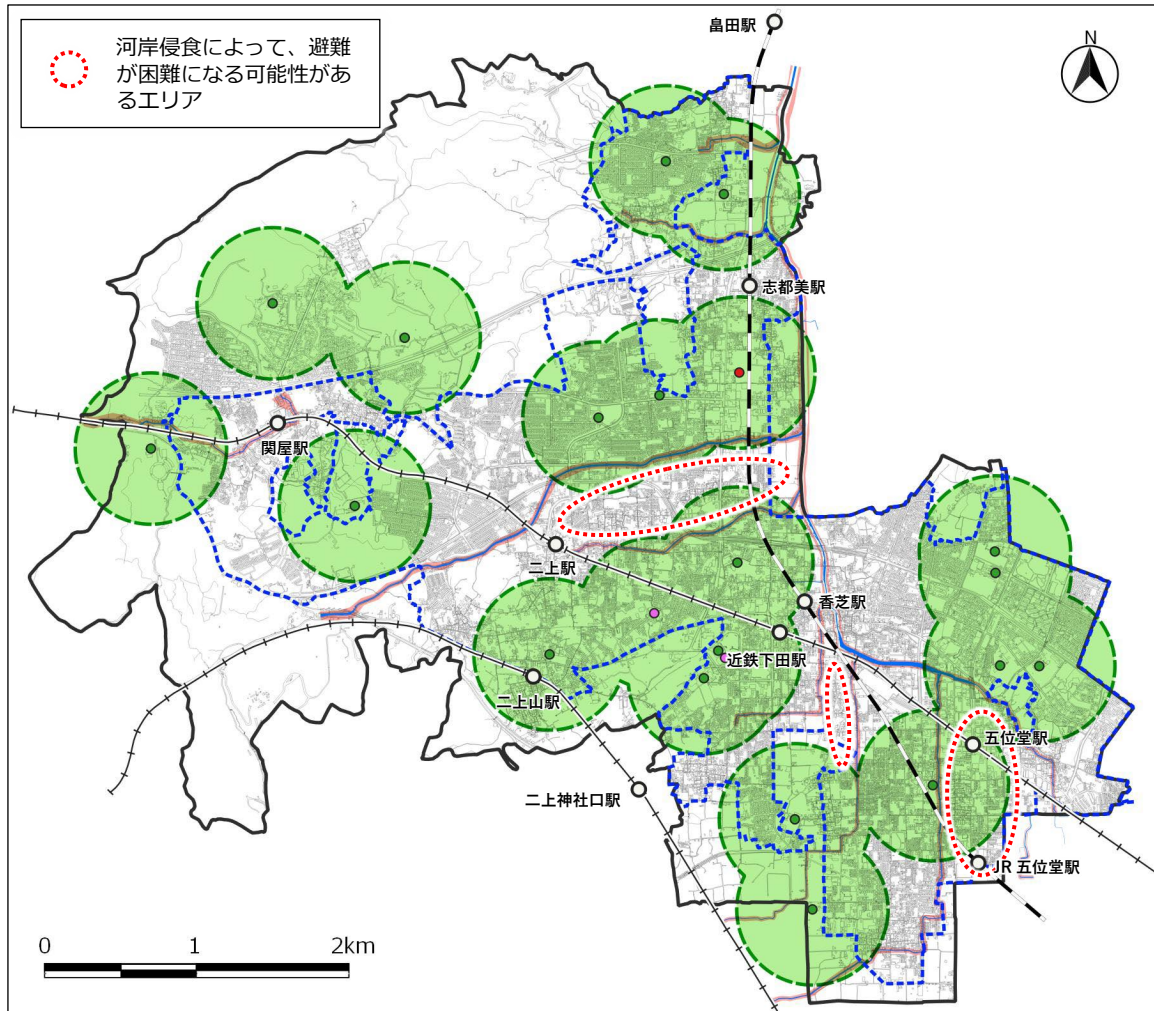 畠田駅
N
河岸侵食によって、避難
が困難になる可能性があ
るエリア
志都美駅
関屋駅
二上駅
香芝駅
近鉄下田駅
二上山駅
五位堂駅
二上神社口駅
JR 五位堂駅
0 1 2km